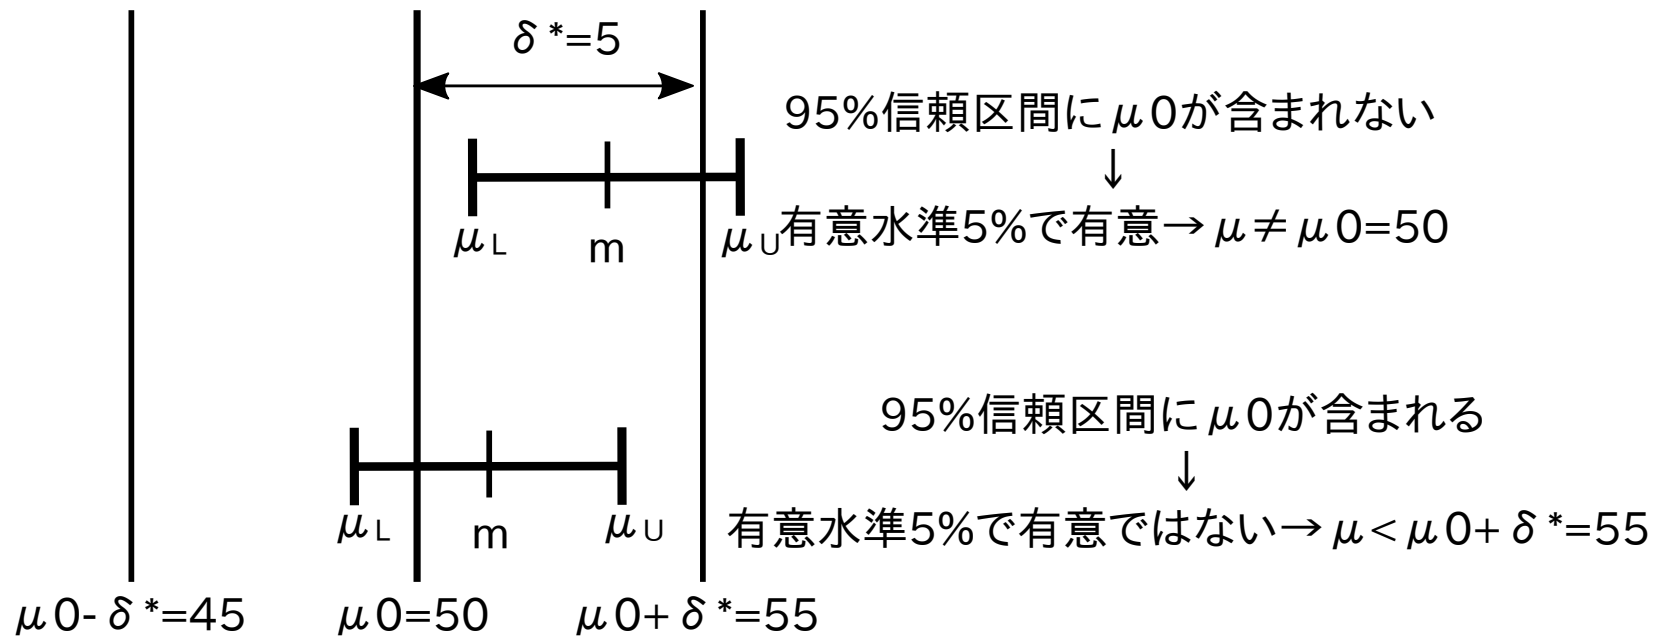 δ*=5
95%信頼区間にμ0が含まれない
↓
有意水準5%で有意→μ≠μ0=50
μL
m
μU
95%信頼区間にμ0が含まれる
↓
有意水準5%で有意ではない→μ<μ0+δ*=55
μL
m
μU
μ0-δ*=45
μ0=50
μ0+δ*=55